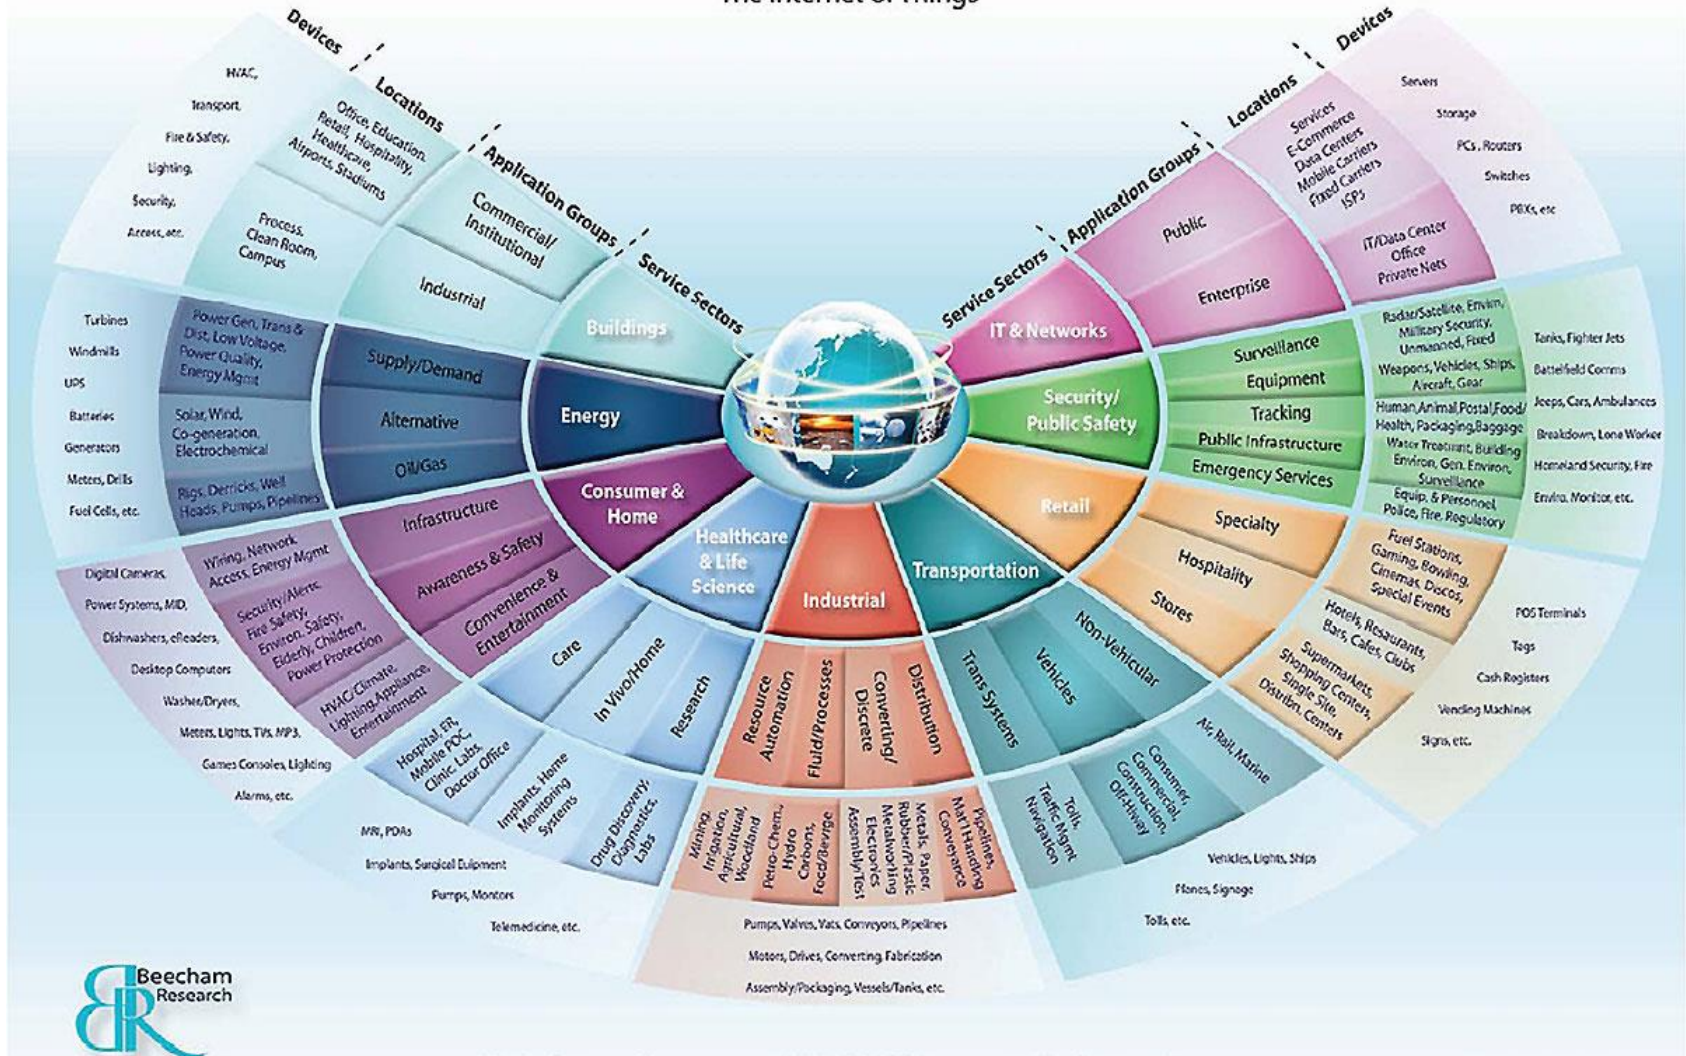 The Internet of Things
Devices
Locations
Application Groups
Service Sectors
HVAC,
Transport,
Fire & Safety,
Lighting,
Security,
Access, etc.
Office, Education,
Retail, Hospitality,
Healthcare,
Airports, Stadiums
Process,
Clean Room,
Campus
Commercial/
Institutional
Industrial
Buildings
Turbines
Windmills
UPS
Batteries
Generators
Meters, Drills
Fuel Cells, etc.
Power Gen, Trans &
Dist, Low Voltage,
Power Quality,
Energy Mgmt
Solar, Wind,
Co-generation,
Electrochemical
Rigs, Derricks, Well
Heads, Pumps, Pipelines
Supply/Demand
Alternative
Oil/Gas
Energy
Digital Cameras,
Power Systems, MID,
Dishwashers, eReaders,
Desktop Computers
Washer/Dryers,
Meters, Lights, TVs, MP3,
Games Consoles, Lighting
Alarms, etc.
Wiring, Network
Access, Energy Mgmt
Security/Alerts
Fire Safety,
Environ. Safety,
Elderly, Children,
Power Protection
HVAC/Climate,
Lighting-Appliance,
Entertainment
Infrastructure
Awareness & Safety
Convenience &
Entertainment
Consumer &
Home
MRI, PDAs
Implants, Surgical Euipment
Pumps, Montors
Telemedicine, etc.
Hospital, ER,
Mobile POC,
Clinic, Labs,
Doctor Office
Implants, Home
Monitoring
Systems
Drug Discovery,
Diagnostics,
Labs
Care
In Vivo/Home
Research
Healthcare
& Life
Science
Industrial
Resource
Automation
Fluid/Processes
Converting/
Discrete
Distribution
Mining,
Irrigation,
Agricultural,
Woodland
Petro-Chem.,
Hydro
Carbons,
Food/Bevrge
Metals, Paper,
Rubber/Plastic
Metalworking
Electronics
Assembly/Test
Pipelines,
Mat'l Handling
Conveyance
Pumps, Valves, Vats, Conveyors, Pipelines
Motors, Drives, Converting, Fabrication
Assembly/Packaging, Vessels/Tanks, etc.
Transportation
Trans Systems
Vehicles
Non-Vehicular
Tolls,
Traffic Mgmt
Navigation
Consumer,
Commercial,
Construction,
Off-Hiway
Air, Rail, Marine
Vehicles, Lights, Ships
Planes, Signage
Tolls, etc.
Retail
Specialty
Hospitality
Stores
Fuel Stations,
Gaming, Bowling,
Cinemas, Discos,
Special Events
Hotels, Resaurants,
Bars, Cafes, Clubs
Supermarkets,
Shopping Centers,
Single Site,
Distribn. Centers
POS Terminals
Tags
Cash Registers
Vending Machines
Signs, etc.
Security/
Public Safety
Surveillance
Equipment
Tracking
Public Infrastructure
Emergency Services
Radar/Satellite, Environ,
Military Security,
Unmanned, Fixed
Weapons, Vehicles, Ships,
Aircraft, Gear
Human,Animal,Postal,Food/
Health, Packaging,Baggage
Water Treatment, Building
Environ, Gen. Environ,
Surveillance
Equip. & Personnel,
Police, Fire, Regulatory
Tanks, Fighter Jets
Battelfield Comms
Jeeps, Cars, Ambulances
Breakdown, Lone Worker
Homeland Security, Fire
Enviro. Monitor, etc.
IT & Networks
Public
Enterprise
Services
E-Commerce
Data Centers
Mobile Carriers
Fixed Carriers
ISPs
IT/Data Center
Office
Private Nets
Servers
Storage
PCs, Routers
Switches
PBXs, etc
Service Sectors
Application Groups
Locations
Devices
BR
Beecham
Research